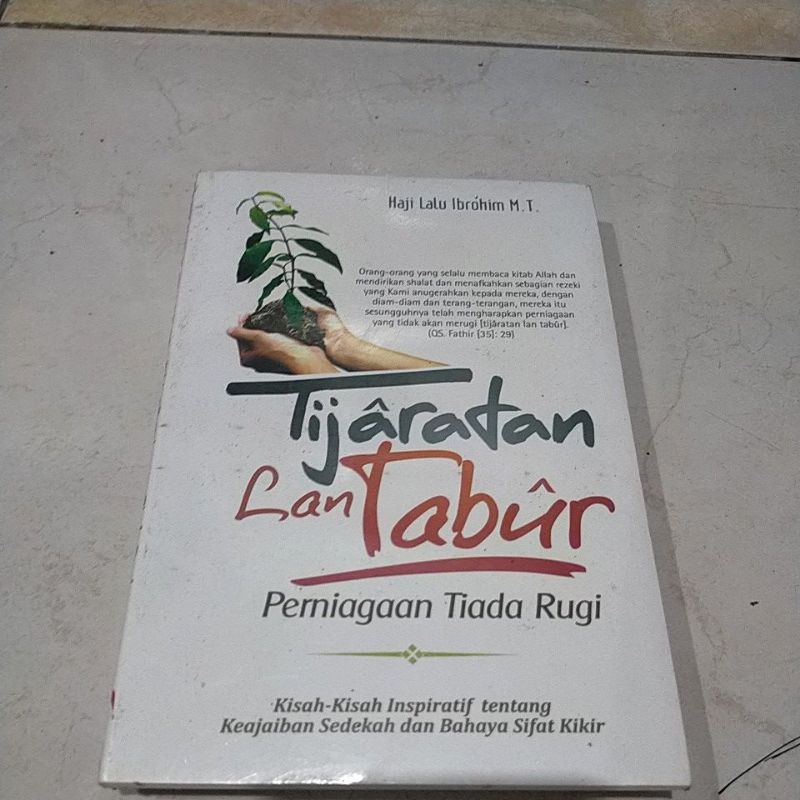 Haji Lalu Ibrohim M.T.
Orang-orang yang selalu membaca kitab Allah dan
mendirikan shalat dan menafkahkan sebagian rezeki
yang Kami anugerahkan kepada mereka, dengan
diam-diam dan terang-terangan, mereka itu
sesungguhnya telah mengharapkan perniagaan
yang tidak akan merugi [tijâratan lan tabûr].
(QS. Fathir [35]: 29)
Tijâratan
Lan Tabûr
Perniagaan Tiada Rugi
Kisah-Kisah Inspiratif tentang
Keajaiban Sedekah dan Bahaya Sifat Kikir